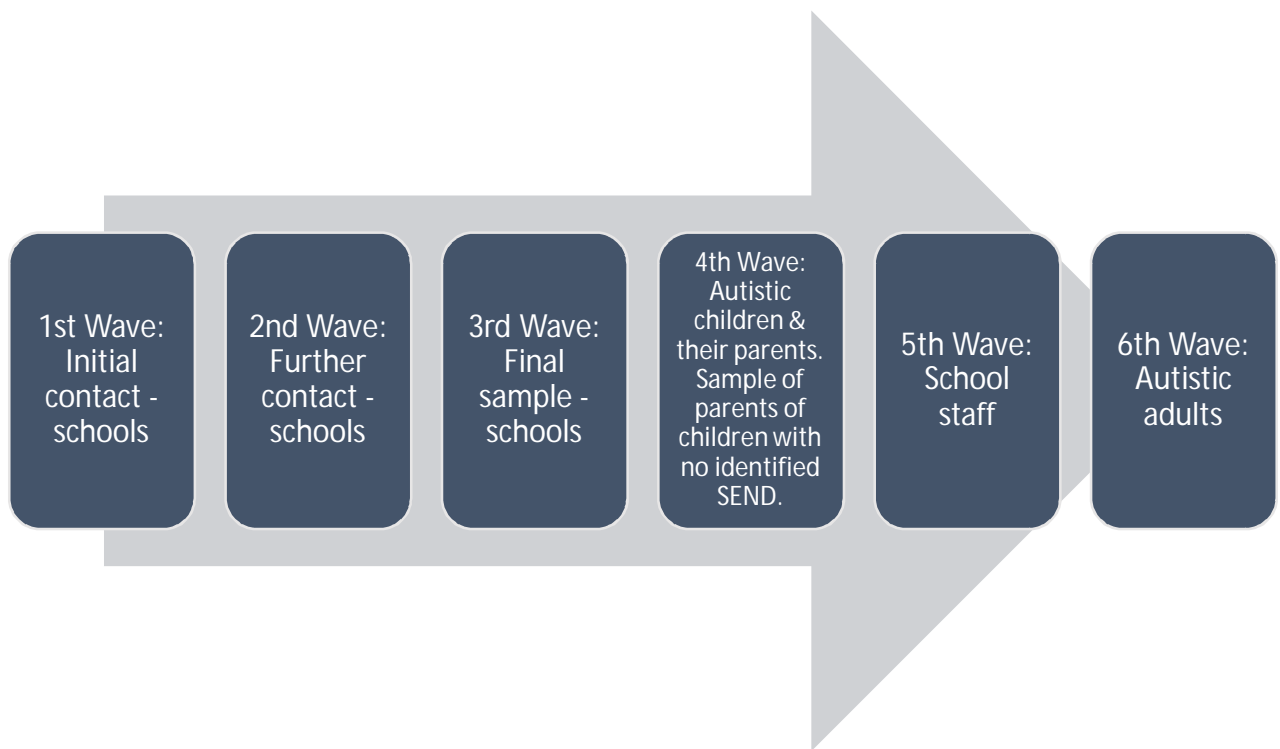 1st Wave:
Initial
contact -
schools
2nd Wave:
Further
contact -
schools
3rd Wave:
Final
sample -
schools
4th Wave:
Autistic
children &
their parents.
Sample of
parents of
children with
no identified
SEND.
5th Wave:
School
staff
6th Wave:
Autistic
adults